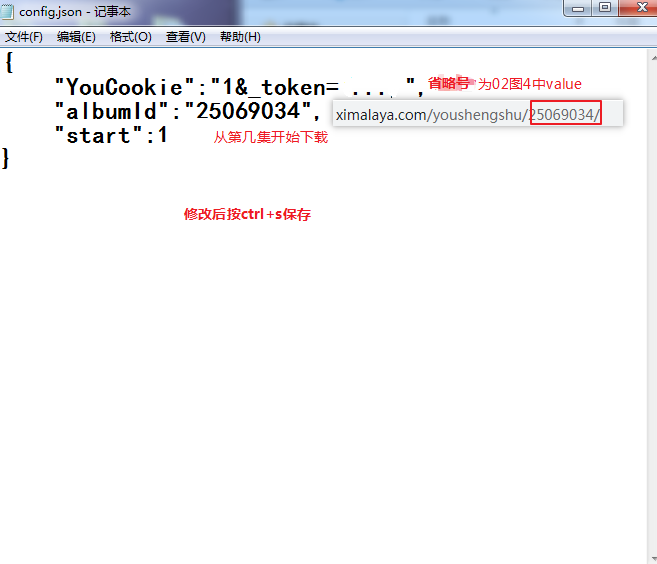 config.json - 记事本
文件(F) 编辑(E) 格式(O) 查看(V) 帮助(H)
{
"YouCookie":"1&_token= .... ", 省略号 为02图4中value
"albumId":"25069034", ximalaya.com/youshengshu/25069034/
"start":1 从第几集开始下载
}
修改后按ctrl+s保存